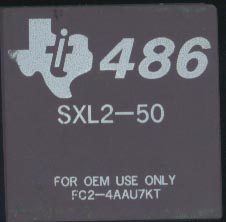 ti 486
SXL2-50
FOR OEM USE ONLY
FC2-4AAU7KT